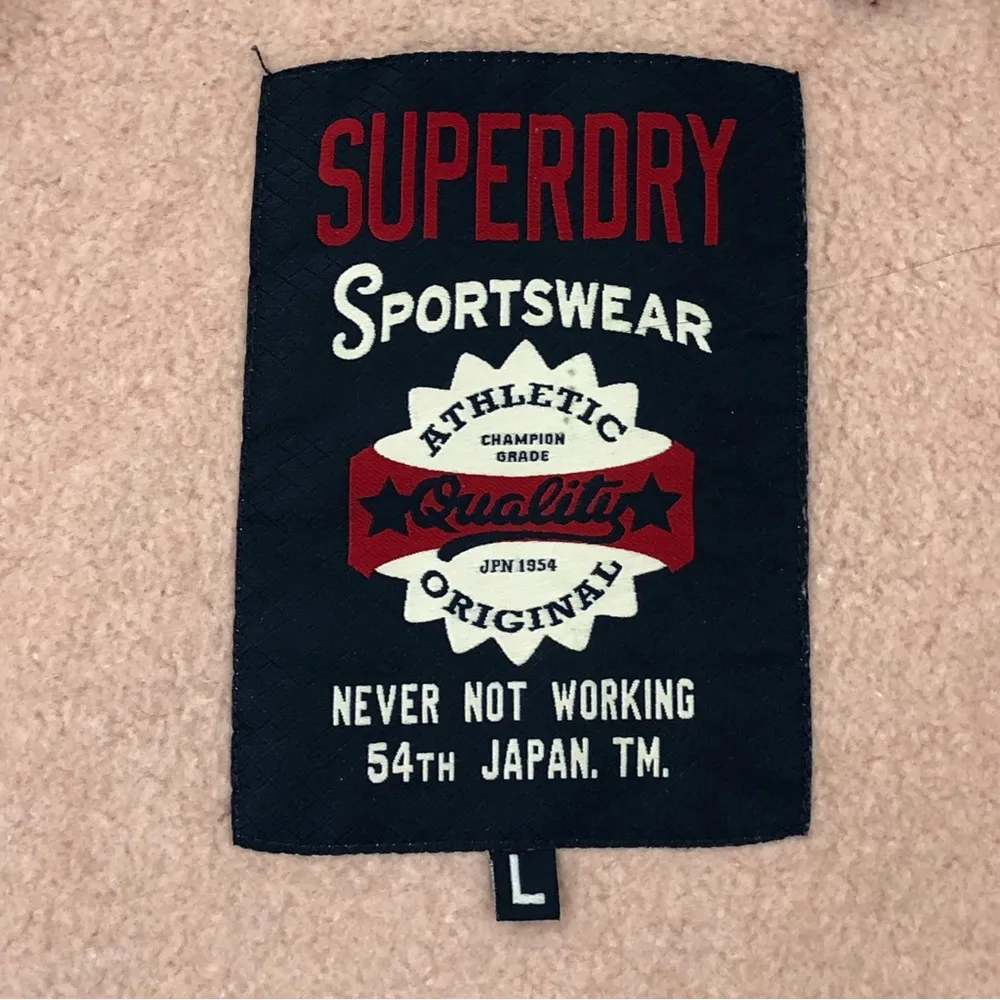 SUPERDRY
SPORTSWEAR
ATHLETIC
CHAMPION
GRADE
Quality
JPN 1954
ORIGINAL
NEVER NOT WORKING
54TH JAPAN. TM.
L